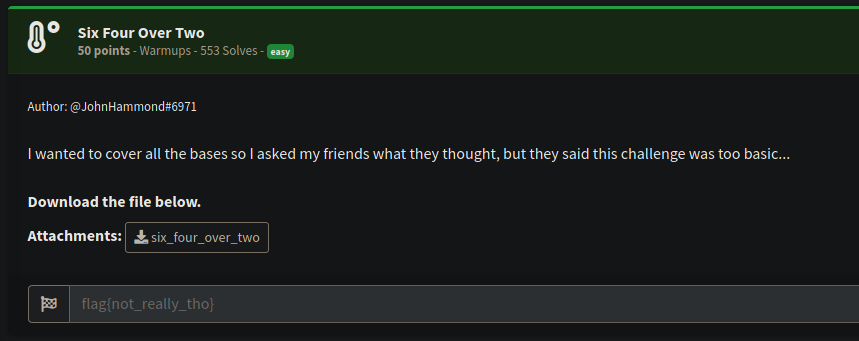 Six Four Over Two
50 points - Warmups - 553 Solves - easy
Author: @JohnHammond#6971
I wanted to cover all the bases so I asked my friends what they thought, but they said this challenge was too basic...
Download the file below.
Attachments: six_four_over_two
flag{not_really_tho}